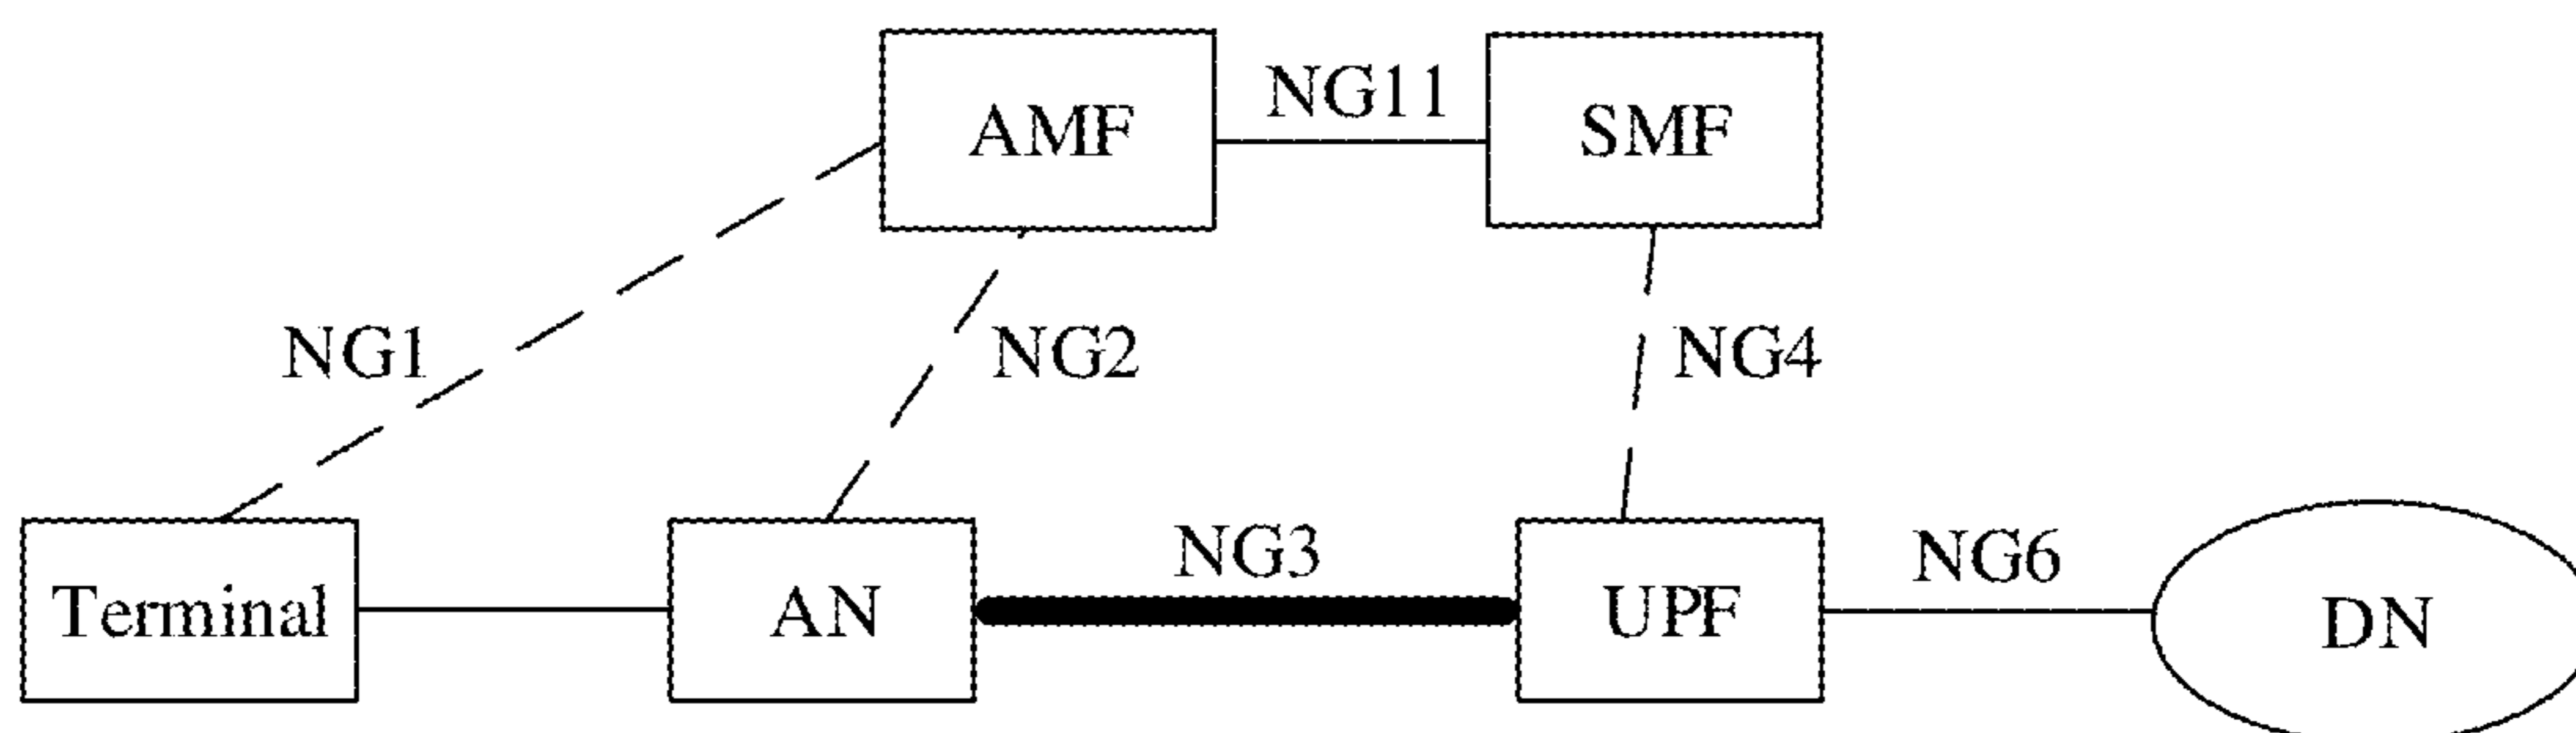 AMF
NG11
SMF
NG1
NG2
NG4
Terminal
AN
NG3
UPF
NG6
DN